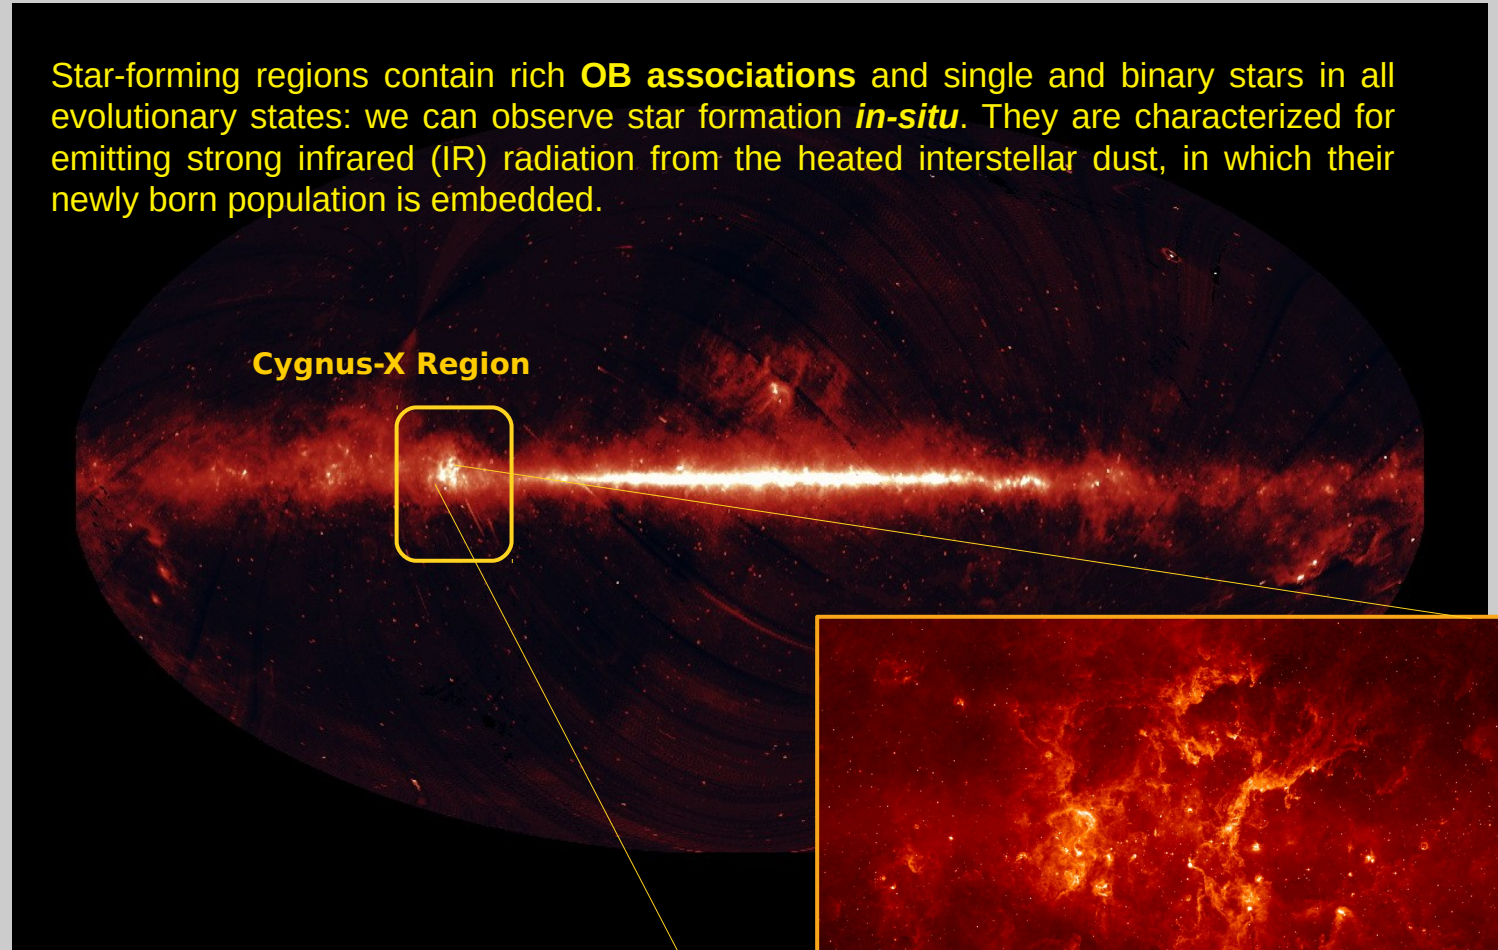 Star-forming regions contain rich OB associations and single and binary stars in all
evolutionary states: we can observe star formation in-situ. They are characterized for
emitting strong infrared (IR) radiation from the heated interstellar dust, in which their
newly born population is embedded.
Cygnus-X Region